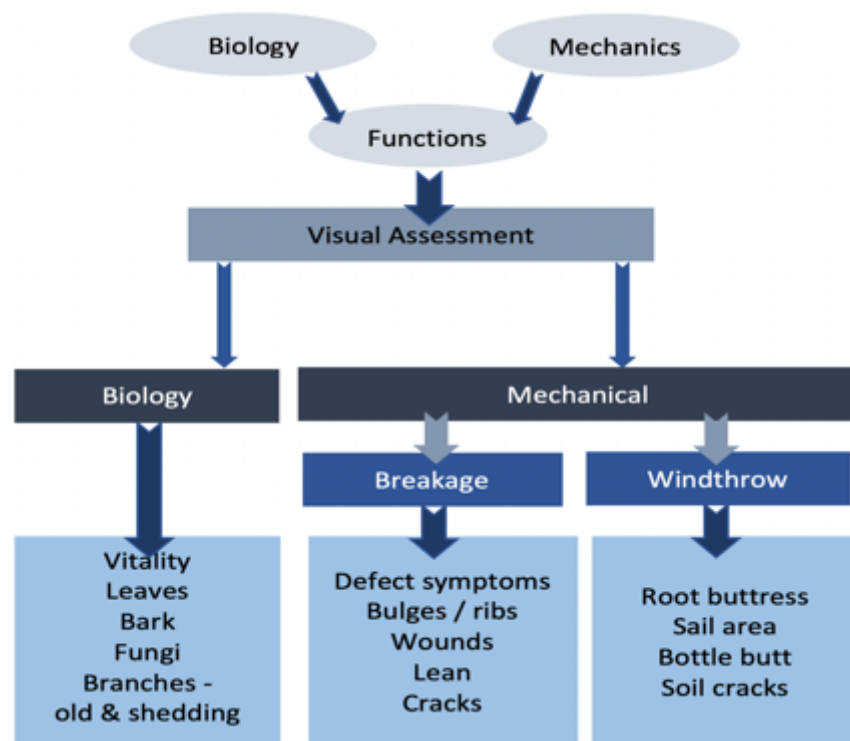 Biology
Mechanics
Functions
Visual Assessment
Biology
Mechanical
Breakage
Windthrow
Vitality
Leaves
Bark
Fungi
Branches -
old & shedding
Defect symptoms
Bulges / ribs
Wounds
Lean
Cracks
Root buttress
Sail area
Bottle butt
Soil cracks